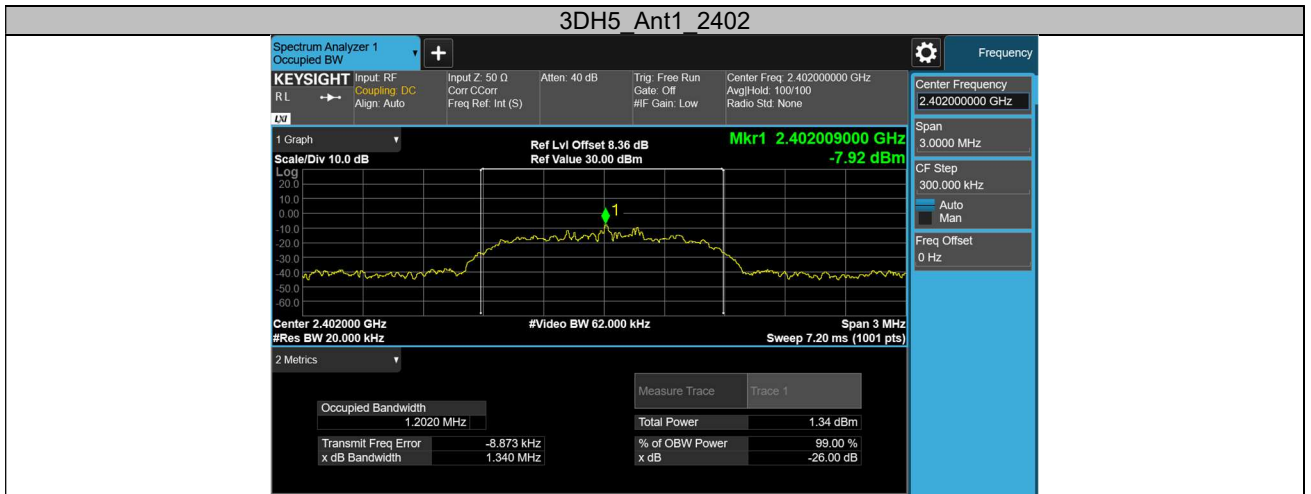 3DH5_Ant1_2402
Spectrum Analyzer 1
Occupied BW
+
Frequency
KEYSIGHT
RL
LXI
Input: RF
Coupling: DC
Align: Auto
Input Z: 50 Ω
Corr CCorr
Freq Ref: Int (S)
Atten: 40 dB
Trig: Free Run
Gate: Off
#IF Gain: Low
Center Freq: 2.402000000 GHz
Avg|Hold: 100/100
Radio Std: None
Center Frequency
2.402000000 GHz
Span
3.0000 MHz
CF Step
300.000 kHz
Auto
Man
Freq Offset
0 Hz
1 Graph
Scale/Div 10.0 dB
Ref Lvl Offset 8.36 dB
Ref Value 30.00 dBm
Mkr1 2.402009000 GHz
-7.92 dBm
Log
20.0
10.0
0.00
-10.0
-20.0
-30.0
-40.0
-50.0
-60.0
1
Center 2.402000 GHz
#Video BW 62.000 kHz
Span 3 MHz
#Res BW 20.000 kHz
Sweep 7.20 ms (1001 pts)
2 Metrics
Measure Trace
Trace 1
Occupied Bandwidth
1.2020 MHz
Total Power
1.34 dBm
Transmit Freq Error
-8.873 kHz
% of OBW Power
99.00 %
x dB Bandwidth
1.340 MHz
x dB
-26.00 dB